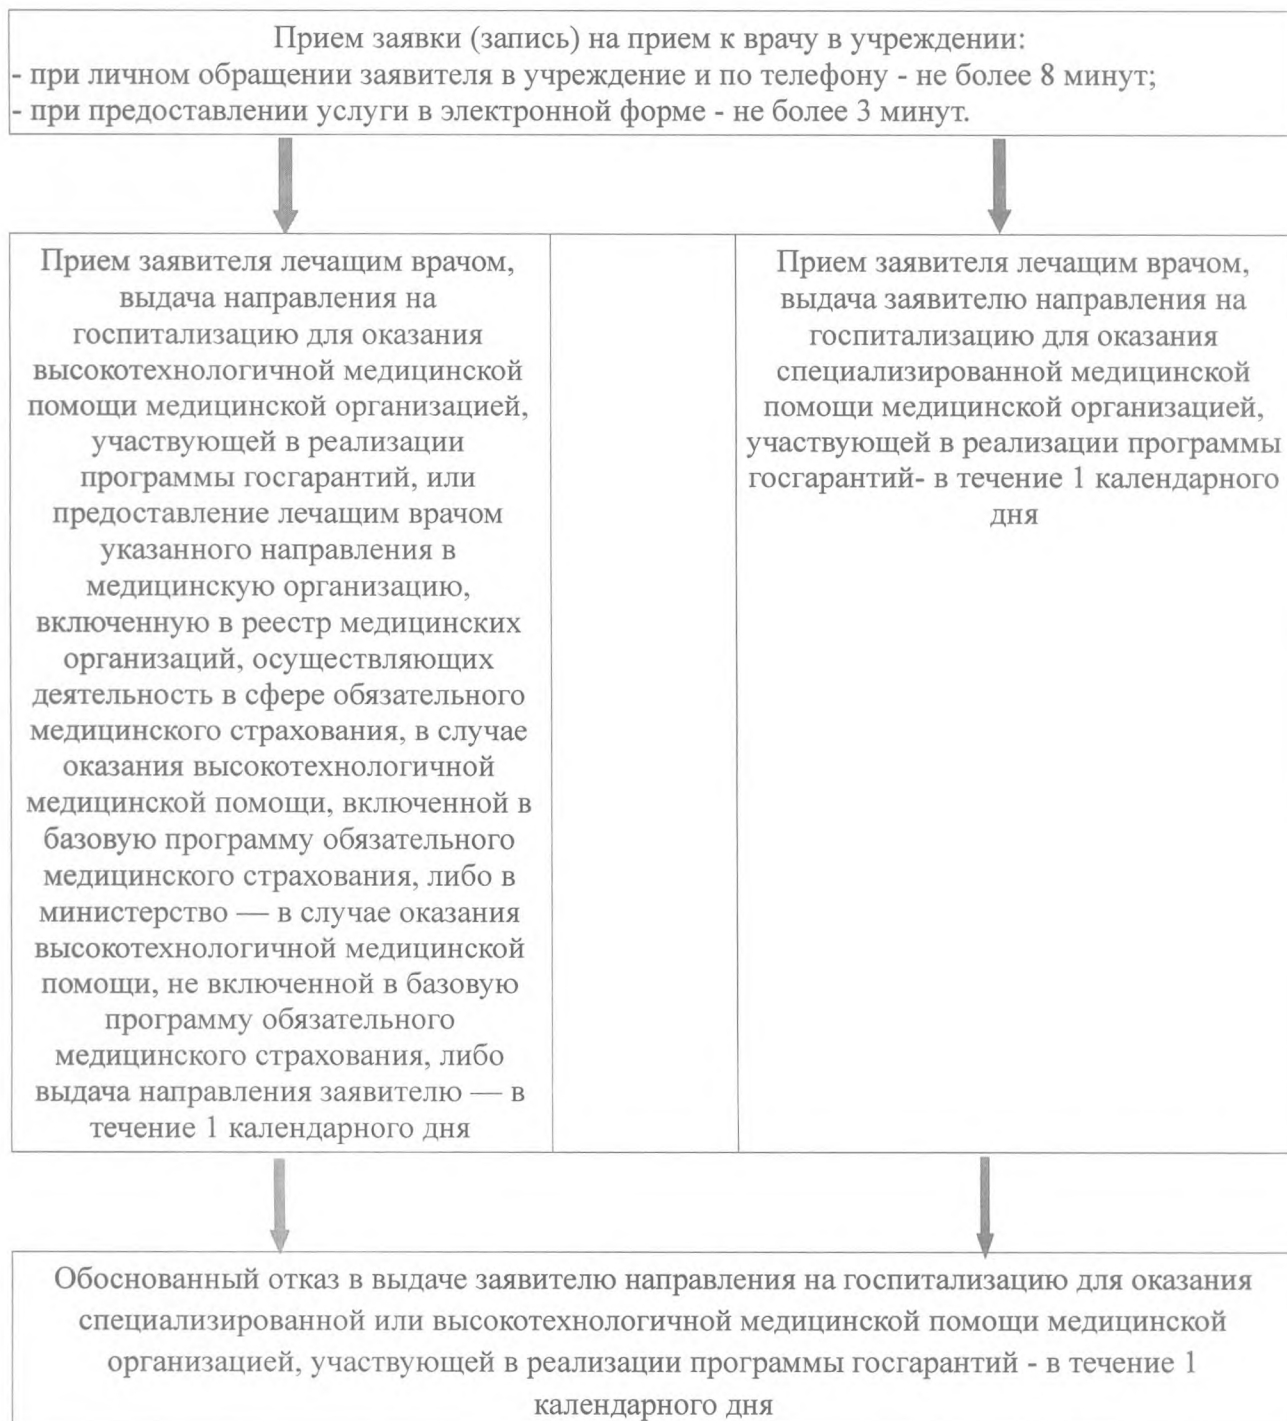 Прием заявки (запись) на прием к врачу в учреждении:
- при личном обращении заявителя в учреждение и по телефону - не более 8 минут;
- при предоставлении услуги в электронной форме - не более 3 минут.
Прием заявителя лечащим врачом,
выдача направления на
госпитализацию для оказания
высокотехнологичной медицинской
помощи медицинской организацией,
участвующей в реализации
программы госгарантий, или
предоставление лечащим врачом
указанного направления в
медицинскую организацию,
включенную в реестр медицинских
организаций, осуществляющих
деятельность в сфере обязательного
медицинского страхования, в случае
оказания высокотехнологичной
медицинской помощи, включенной в
базовую программу обязательного
медицинского страхования, либо в
министерство — в случае оказания
высокотехнологичной медицинской
помощи, не включенной в базовую
программу обязательного
медицинского страхования, либо
выдача направления заявителю — в
течение 1 календарного дня
Прием заявителя лечащим врачом,
выдача заявителю направления на
госпитализацию для оказания
специализированной медицинской
помощи медицинской организацией,
участвующей в реализации программы
госгарантий- в течение 1 календарного
дня
Обоснованный отказ в выдаче заявителю направления на госпитализацию для оказания
специализированной или высокотехнологичной медицинской помощи медицинской
организацией, участвующей в реализации программы госгарантий - в течение 1
календарного дня